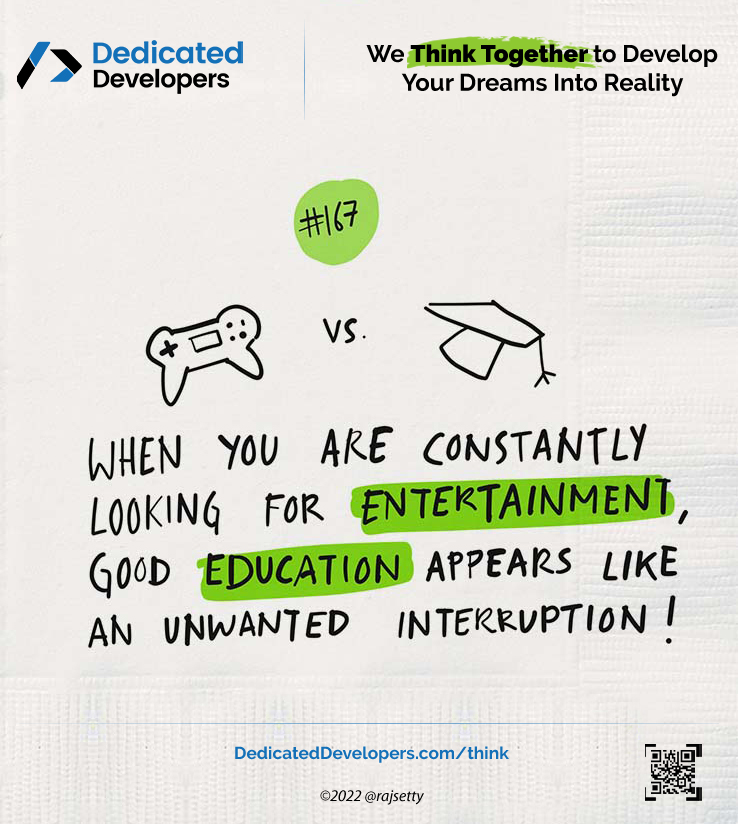 Dedicated
Developers
We Think Together to Develop
Your Dreams Into Reality
#167
VS.
WHEN YOU ARE CONSTANTLY
LOOKING FOR ENTERTAINMENT,
GOOD EDUCATION APPEARS LIKE
AN UNWANTED INTERRUPTION!
DedicatedDevelopers.com/think
©2022 @rajsetty